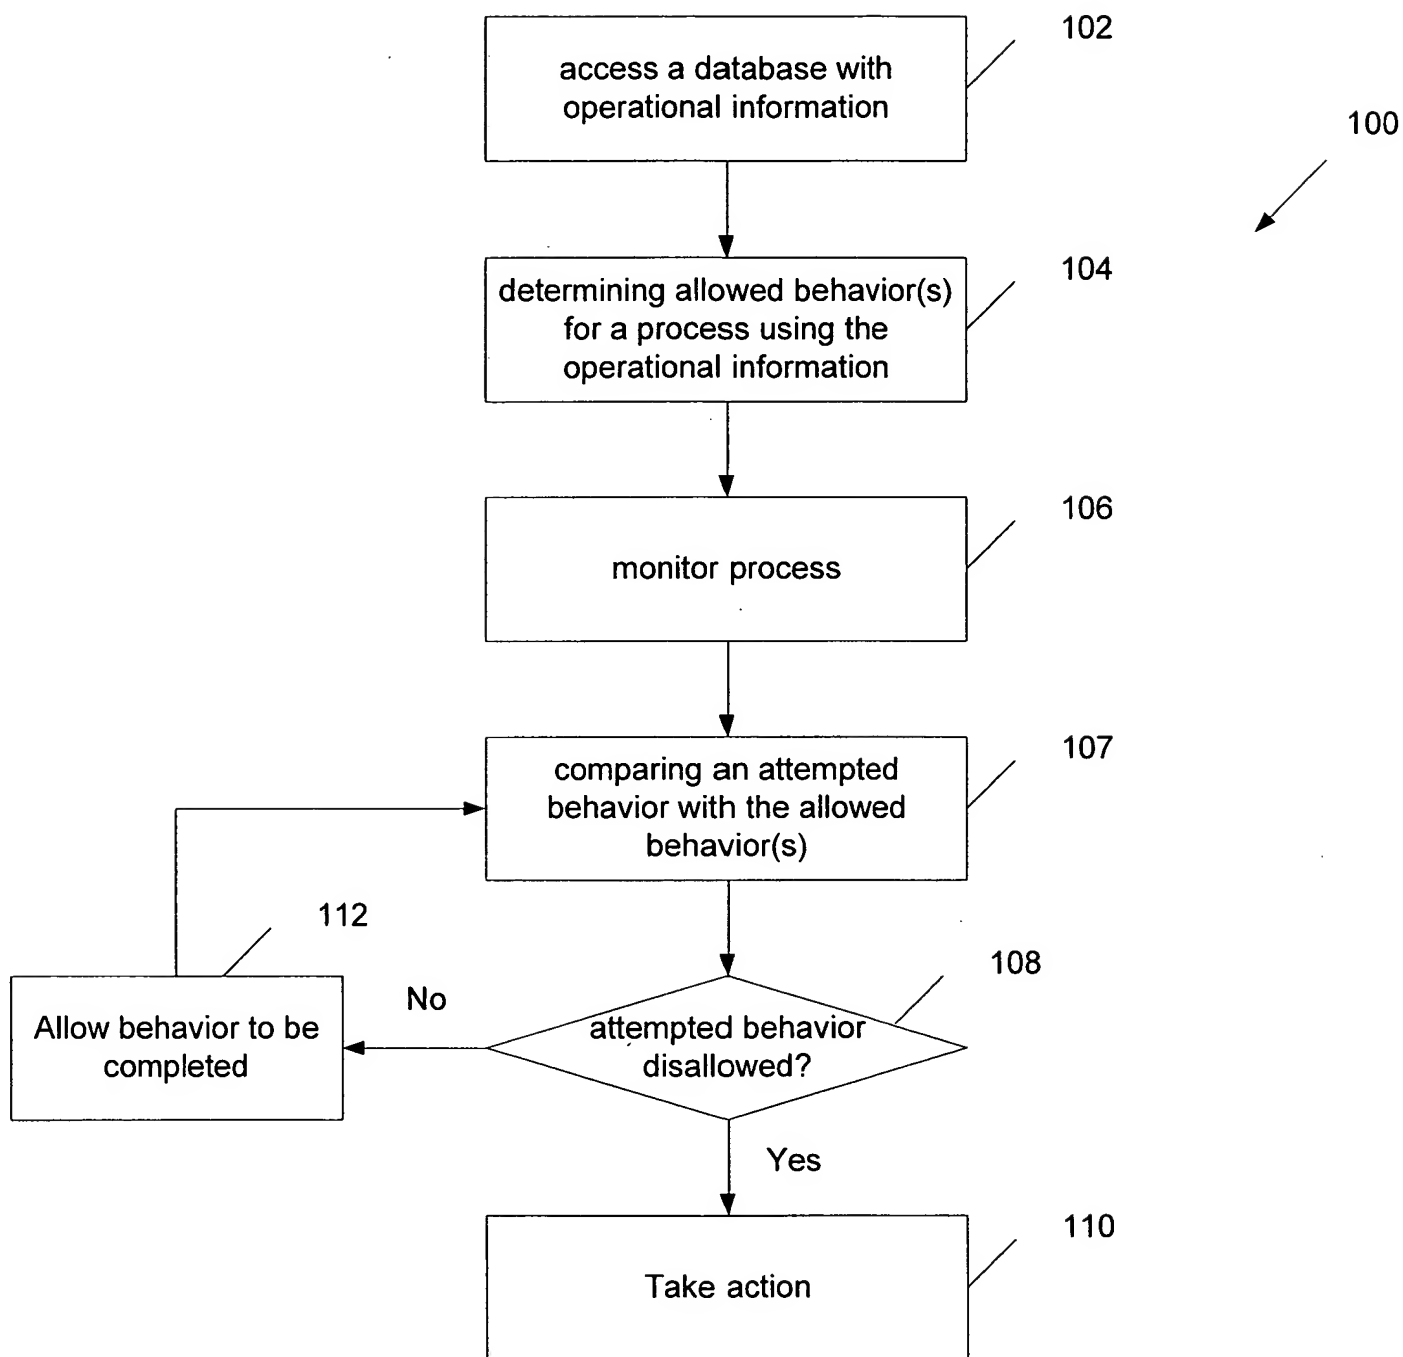 102
access a database with
operational information
100
104
determining allowed behavior(s)
for a process using the
operational information
106
monitor process
107
comparing an attempted
behavior with the allowed
behavior(s)
112
108
No
Allow behavior to be
completed
attempted behavior
disallowed?
Yes
110
Take action